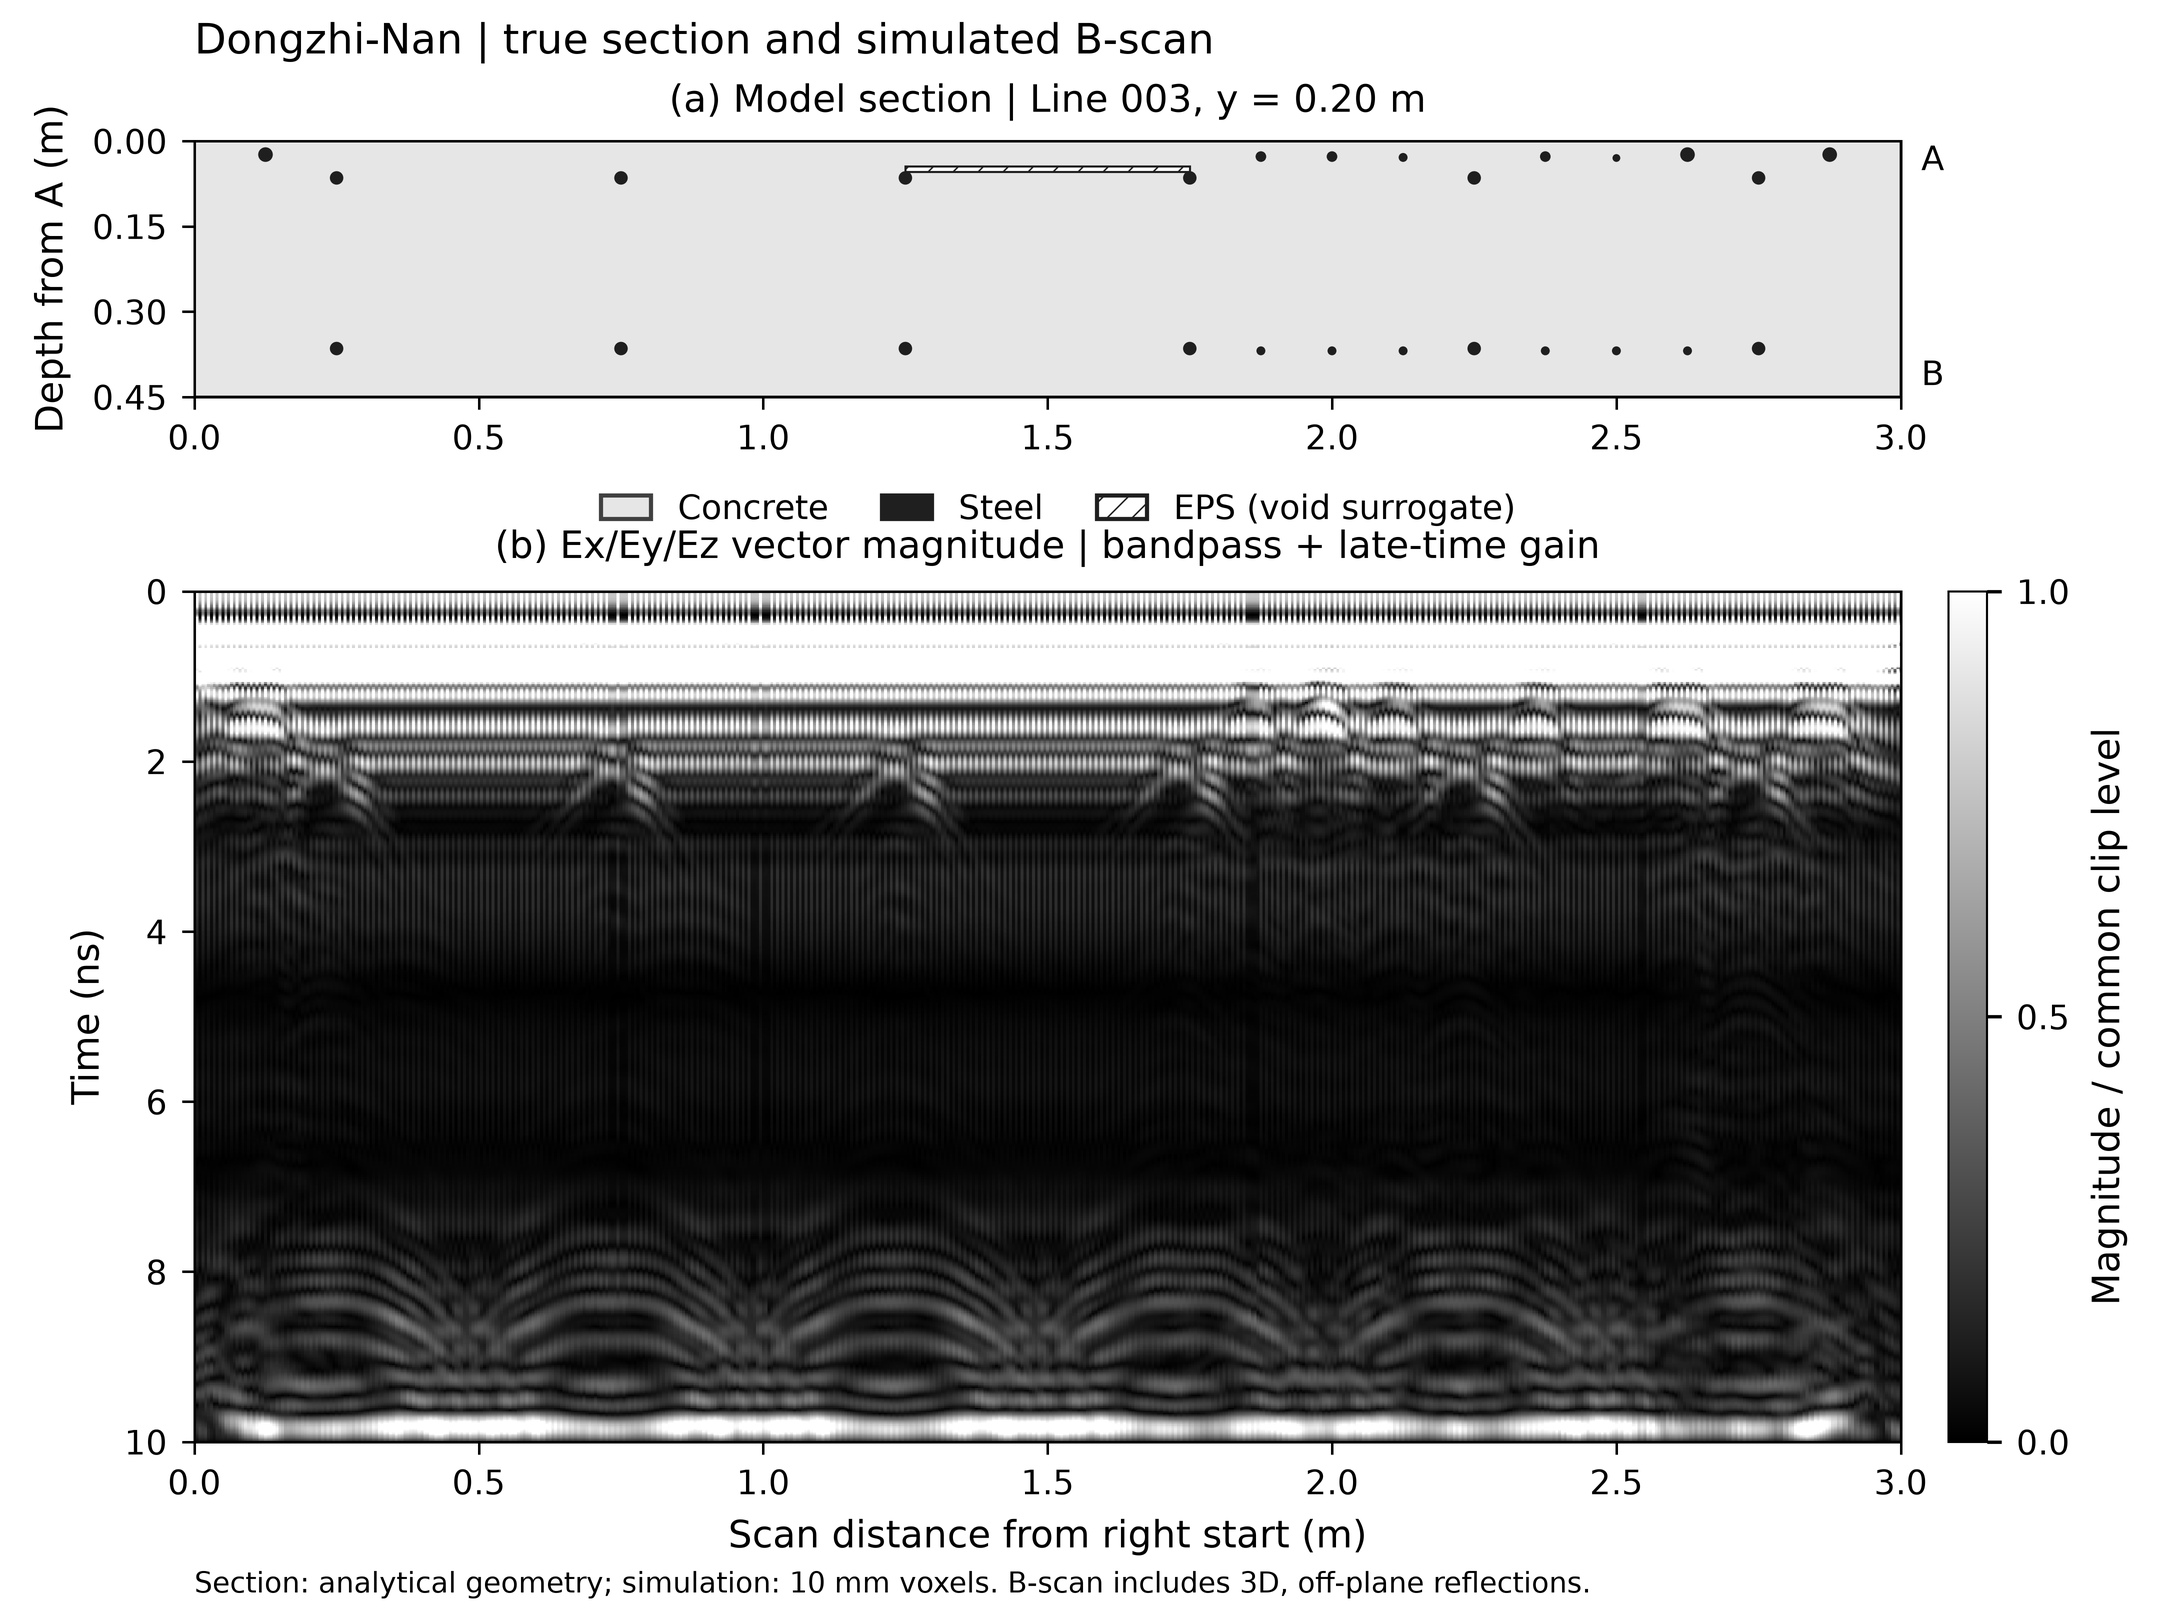 Dongzhi-Nan | true section and simulated B-scan
(a) Model section | Line 003, y = 0.20 m
Depth from A (m)
0.00
0.15
0.30
0.45
A
B
0.0 0.5 1.0 1.5 2.0 2.5 3.0
Concrete Steel EPS (void surrogate)
(b) Ex/Ey/Ez vector magnitude | bandpass + late-time gain
Time (ns)
0
2
4
6
8
10
0.0 0.5 1.0 1.5 2.0 2.5 3.0
Scan distance from right start (m)
1.0
0.5
0.0
Magnitude / common clip level
Section: analytical geometry; simulation: 10 mm voxels. B-scan includes 3D, off-plane reflections.